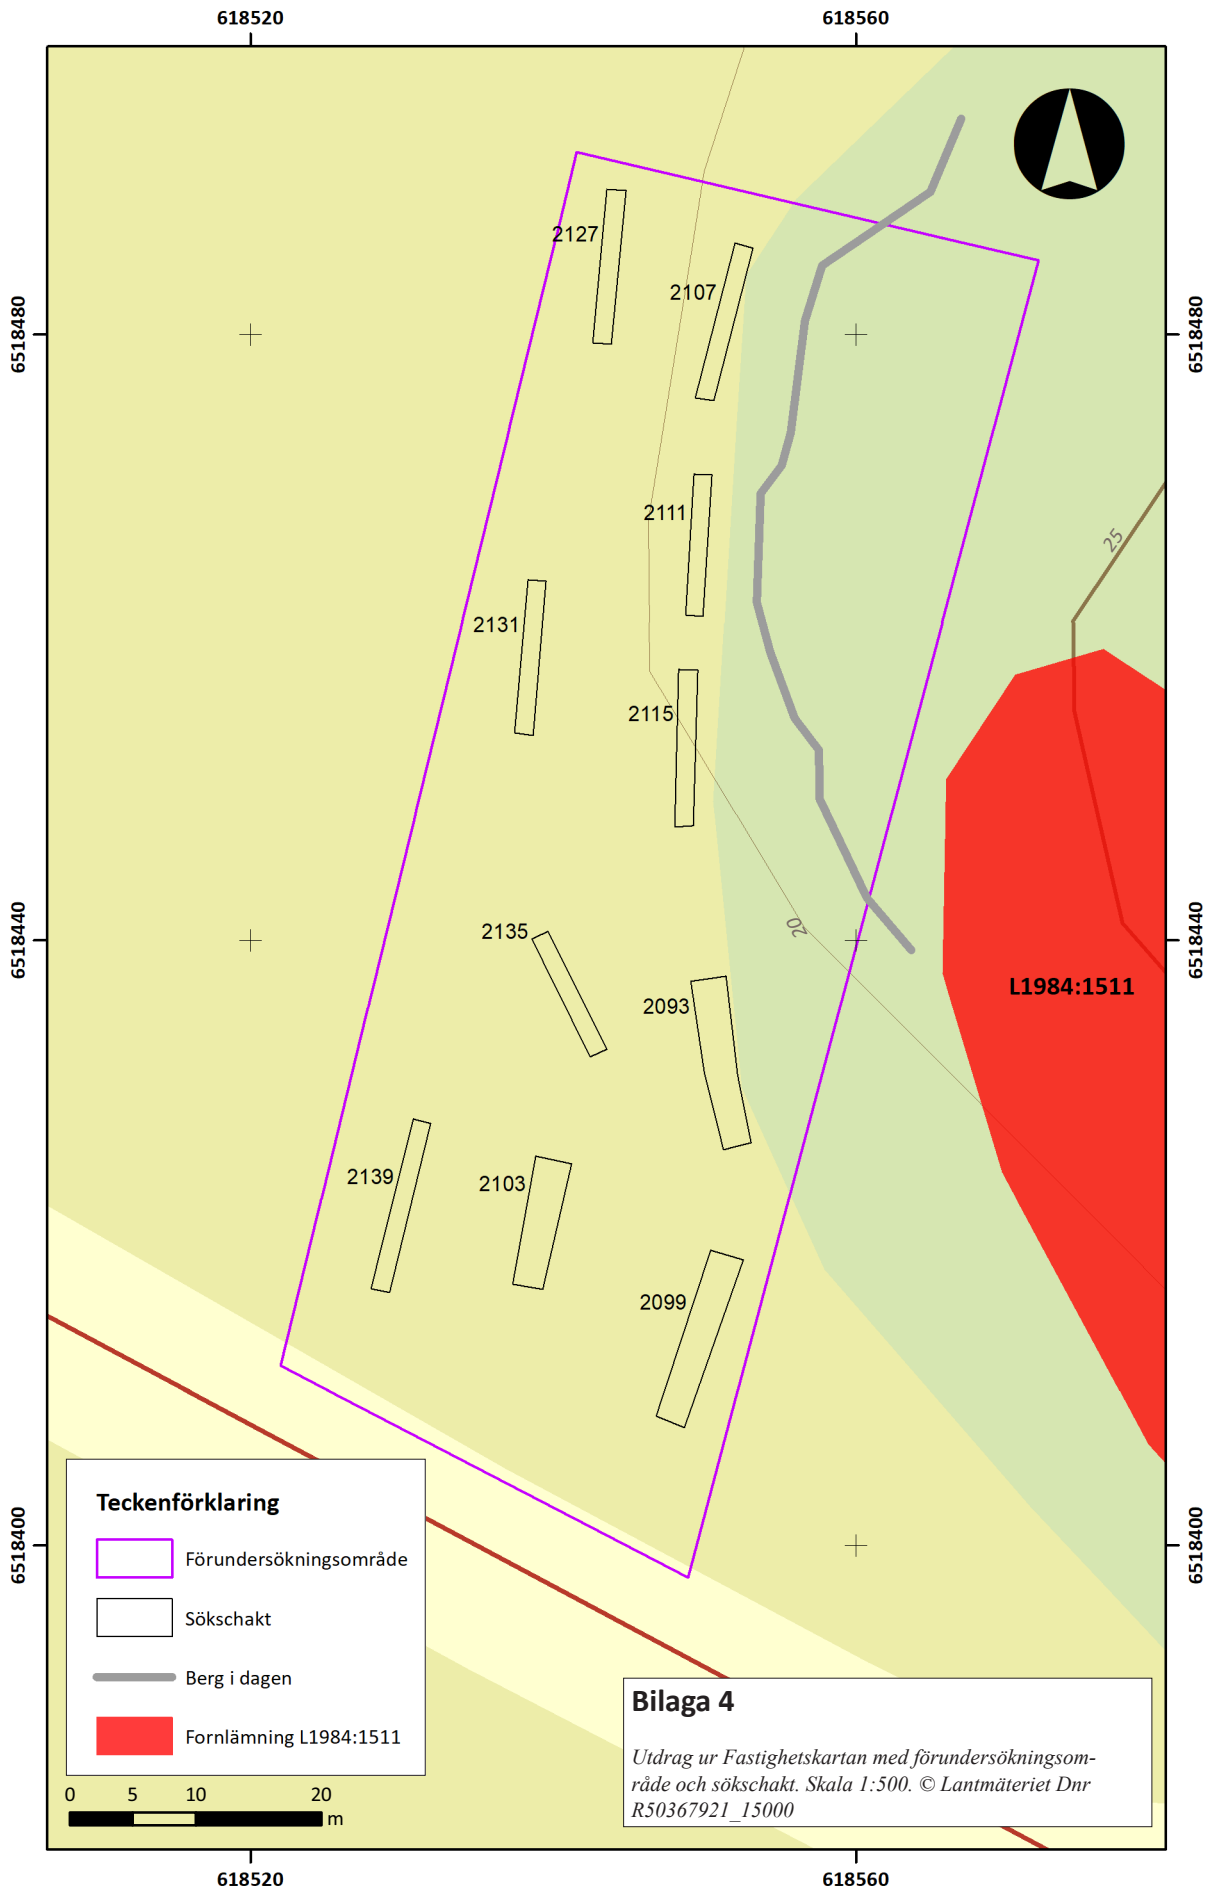 618520
618560
6518480
6518480
2127
2107
2111
25
2131
2115
6518440
6518440
2135
20
2093
L1984:1511
2139
2103
2099
6518400
6518400
Teckenförklaring
Förundersökningsområde
Sökschakt
Berg i dagen
Fornlämning L1984:1511
0 5 10 20
m
Bilaga 4
Utdrag ur Fastighetskartan med förundersökningsom-
råde och sökschakt. Skala 1:500. © Lantmäteriet Dnr
R50367921_15000
618520
618560